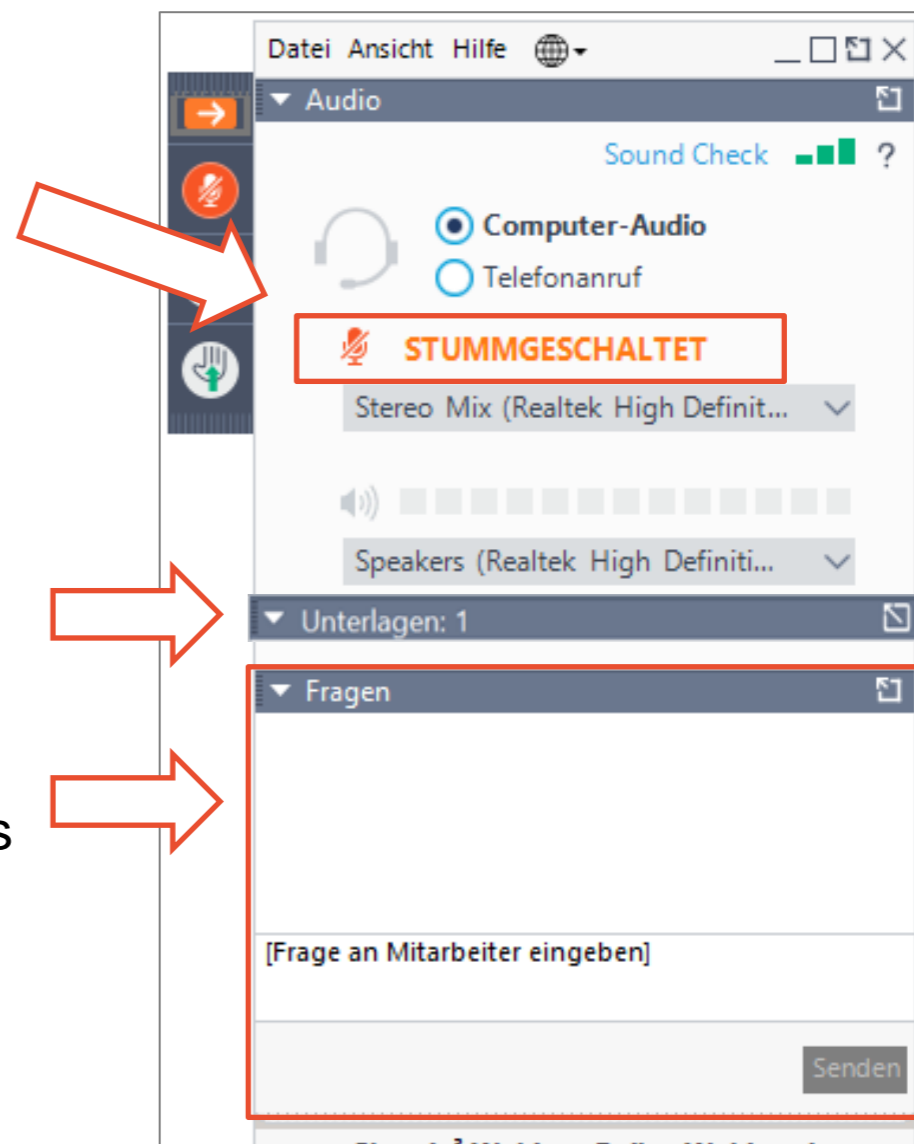 Datei Ansicht Hilfe
Audio
Sound Check ?
Computer-Audio
Telefonanruf
STUMMGESCHALTET
Stereo Mix (Realtek High Definit...
Speakers (Realtek High Definiti...
Unterlagen: 1
Fragen
s
[Frage an Mitarbeiter eingeben]
Senden